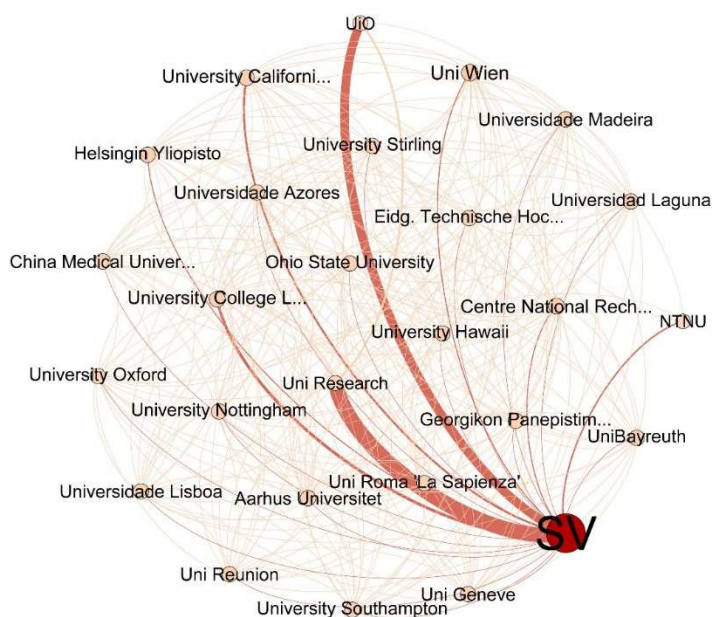 UiO
University Californi...
Uni Wien
Universidade Madeira
University Stirling
Helsingin Yliopisto
Universidade Azores
Universidad Laguna
Eidg. Technische Hoc...
China Medical Univer...
Ohio State University
University College L...
Centre National Rech...
NTNU
University Hawaii
University Oxford
Uni Research
University Nottingham
Georgikon Panepistim...
UniBayreuth
Universidade Lisboa
Uni Roma 'La Sapienza'
Aarhus Universitet
SV
Uni Reunion
University Southampton
Uni Geneve